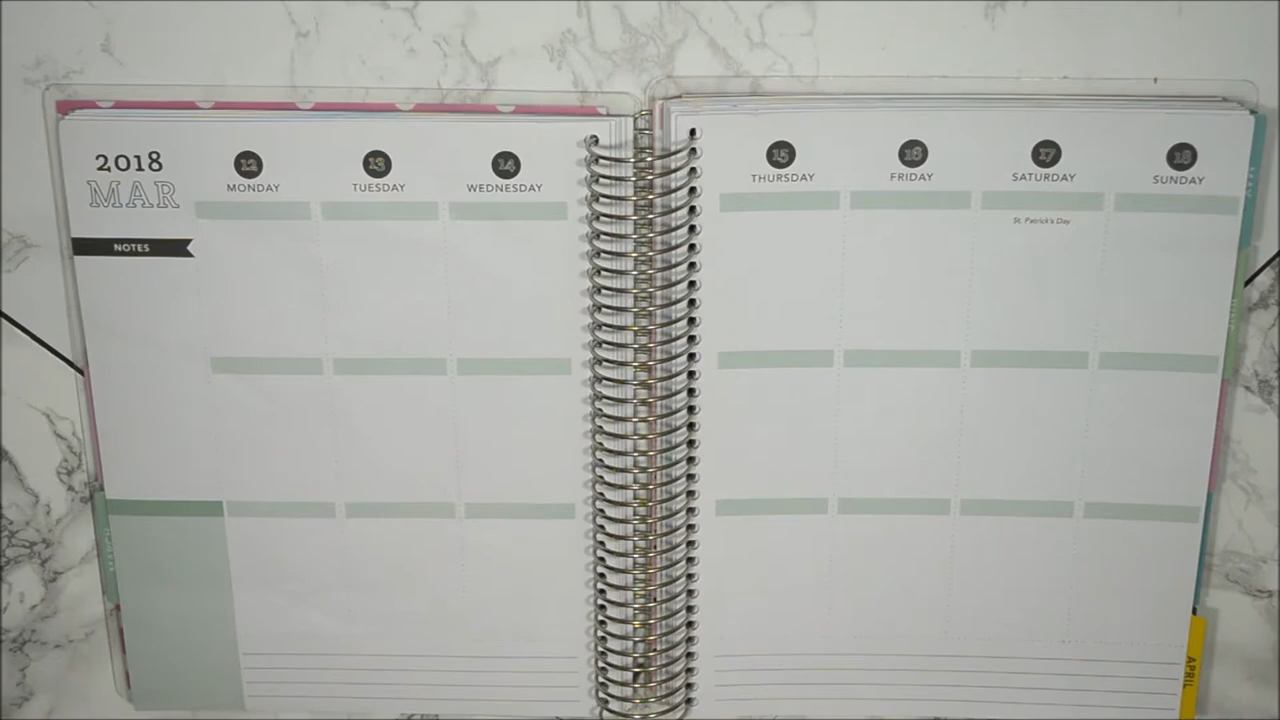 2018
MAR
NOTES
12
MONDAY
13
TUESDAY
14
WEDNESDAY
15
THURSDAY
16
FRIDAY
17
SATURDAY
St. Patrick's Day
18
SUNDAY
MAY
APRIL